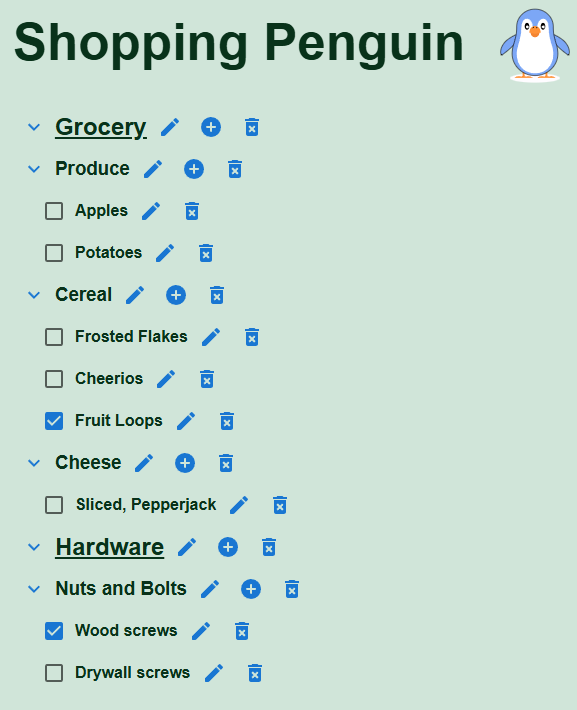 Shopping Penguin
Grocery
Produce
Apples
Potatoes
Cereal
Frosted Flakes
Cheerios
Fruit Loops
Cheese
Sliced, Pepperjack
Hardware
Nuts and Bolts
Wood screws
Drywall screws